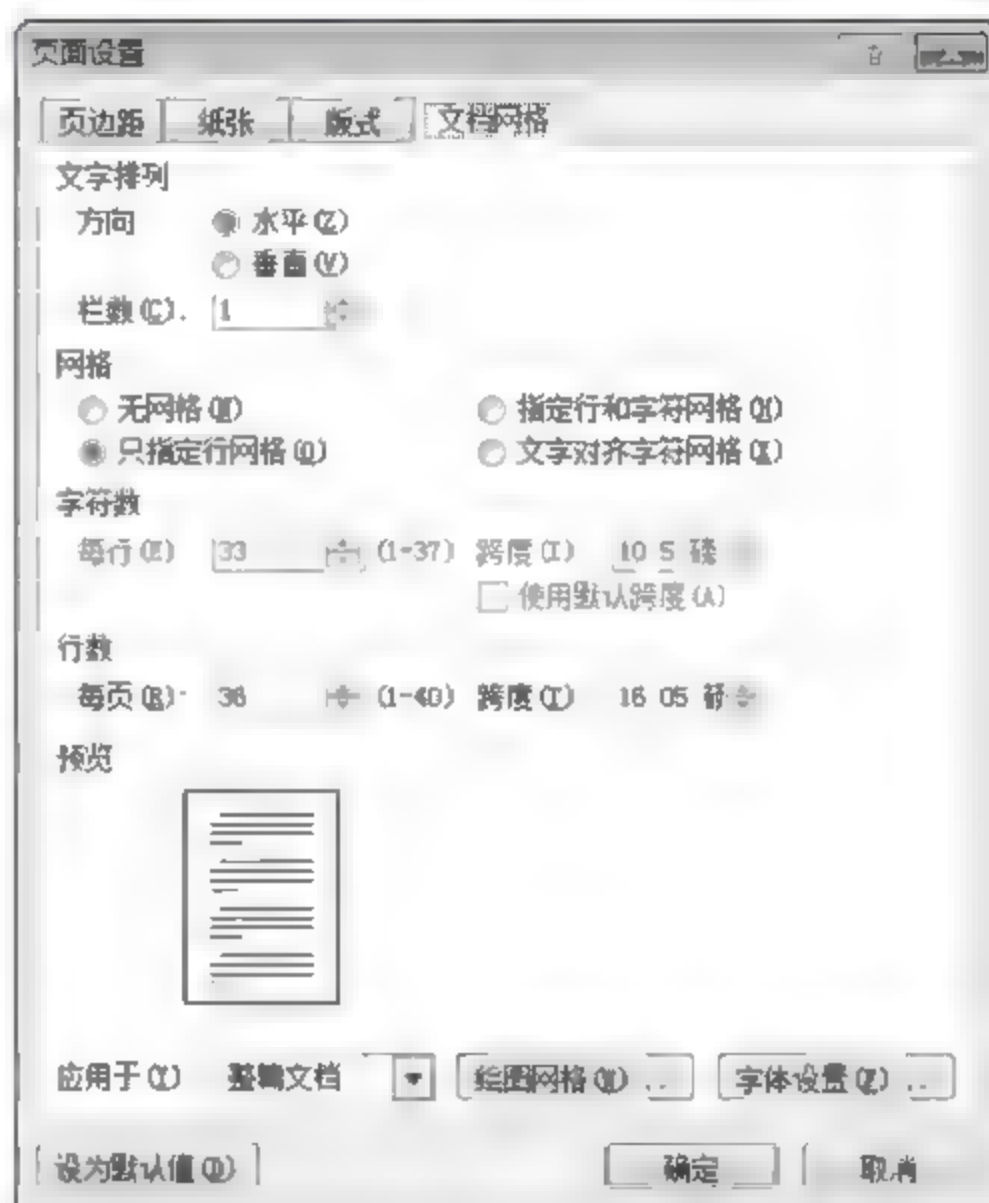 页面设置
页边距 纸张 版式 文档网格
文字排列
方向 水平(Z)
垂直(V)
栏数(C). 1
网格
无网格(N) 指定行和字符网格(H)
只指定行网格(O) 文字对齐字符网格(X)
字符数
每行(E) 33 (1-37) 跨度(I) 10 5 磅
使用默认跨度(A)
行数
每页(R): 36 (1-40) 跨度(T) 16 05 磅
预览
应用于(Y) 整篇文档 绘图网格(W) .. 字体设置(F) ..
设为默认值(D) 确定 取消